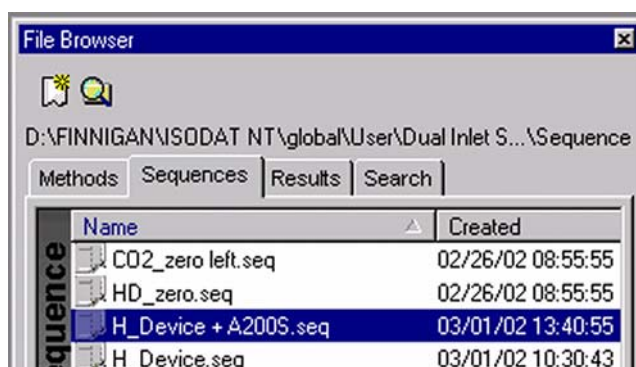 File Browser
D:\FINNIGAN\ISODAT NT\global\User\Dual Inlet S...\Sequence
Methods Sequences Results Search
Name Created
CO2_zero left.seq 02/26/02 08:55:55
HD_zero.seq 02/26/02 08:55:55
H_Device + A200S.seq 03/01/02 13:40:55
H_Device.seq 03/01/02 10:30:43
equence